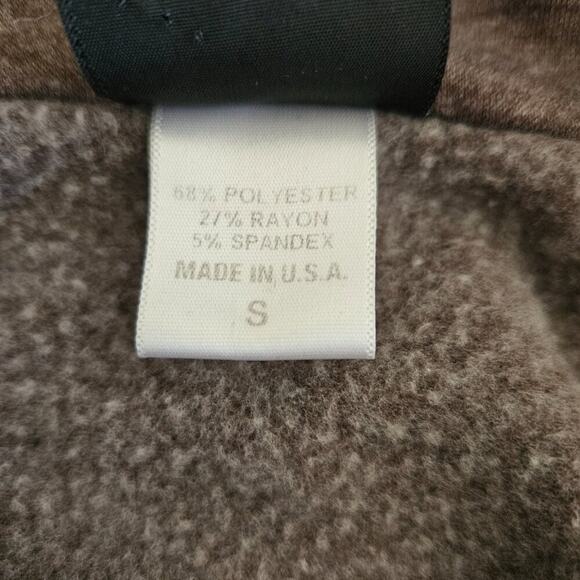 68% POLYESTER
27% RAYON
5% SPANDEX
MADE IN U.S.A.
S